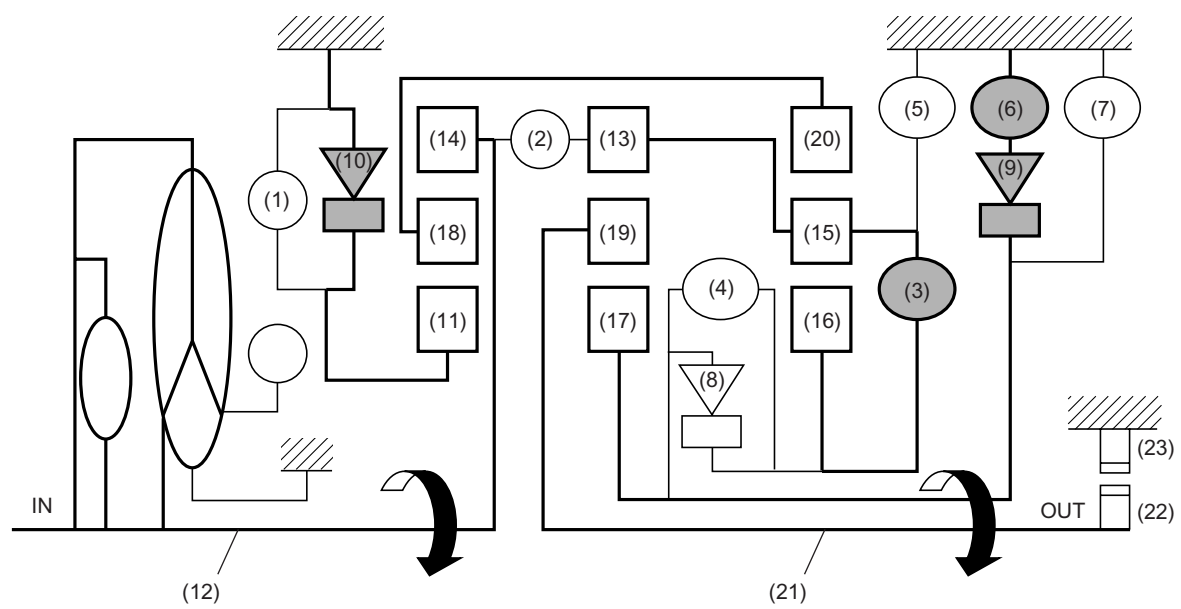 (5) (6) (7)
(14) (2) (13) (20)
(10) (9)
(1)
(18) (19) (15)
(4) (3)
(11) (17) (16)
(8)
(23)
IN OUT (22)
(12) (21)